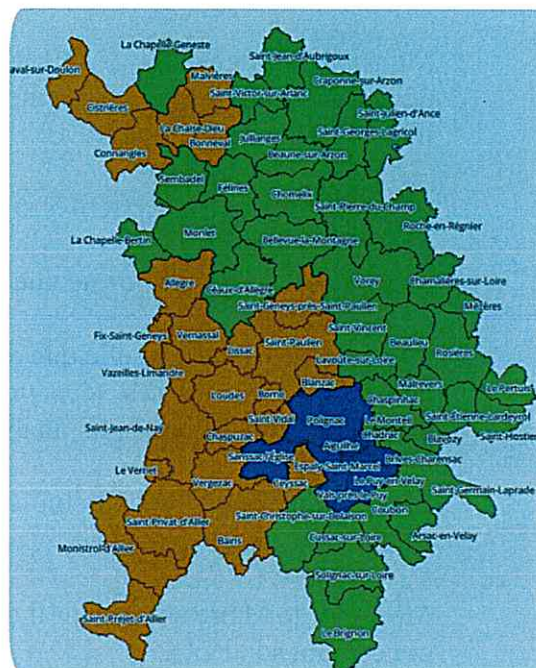 La Chapelle-Geneste
Saint-Jean-d'Aubrigoux
aval-sur-Doulon
Malvières
Craponne-sur-Arzon
Saint-Victor-sur-Arlanc
Cistrières
Saint-Julien-d'Ance
La Chaise-Dieu
Saint-Georges-Lagricol
Bonneval
Jullianges
Connangles
Beaune-sur-Arzon
Sembadel
Félines
Chomelix
Saint-Pierre-du-Champ
Roche-en-Régnier
Monlet
La Chapelle-Bertin
Bellevue-la-Montagne
Allègre
Vorey
Chamalières-sur-Loire
Céaux-d'Allègre
Saint-Geneys-près-Saint-Paulien
Mézères
Fix-Saint-Geneys
Vernassal
Saint-Vincent
Saint-Paulien
Beaulieu
Lissac
Lavoûte-sur-Loire
Rosières
Vazeilles-Limandre
Blanzac
Malrevers
Le Pertuis
Loudes
Borne
Chaspinhac
Saint-Vidal
Polignac
Le Monteil
Saint-Étienne-Lardeyrol
Saint-Jean-de-Nay
Chaspuzac
Aiguilhe
Chadrac
Blavozy
Saint-Hostien
Sanssac-l'Église
Brives-Charensac
Le Vernet
Espaly-Saint-Marcel
Vergezac
Ceyssac
Le Puy-en-Velay
Saint-Germain-Laprade
Vals-près-le-Puy
Saint-Privat-d'Allier
Saint-Christophe-sur-Dolaison
Coubon
Monistrol-d'Allier
Bains
Cussac-sur-Loire
Arsac-en-Velay
Solignac-sur-Loire
Saint-Préjet-d'Allier
Le Brignon